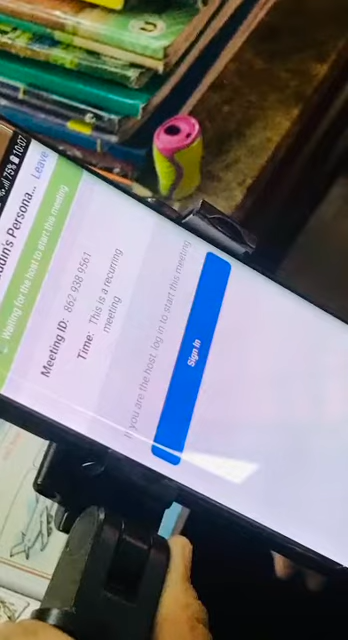 75% 10:07
Persona... Leave
Waiting for the host to start this meeting
Meeting ID: 862 938 9561
Time: This is a recurring
meeting
If you are the host, log in to start this meeting
Sign In